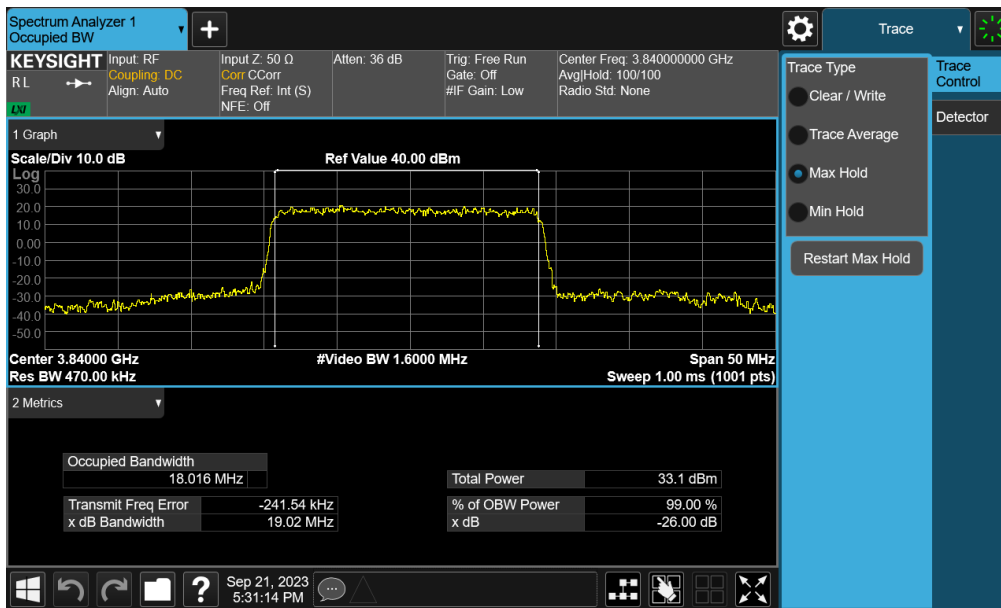 Spectrum Analyzer 1
Occupied BW
Trace
KEYSIGHT Input: RF Input Z: 50 Ω Atten: 36 dB Trig: Free Run Center Freq: 3.840000000 GHz
R L Coupling: DC Corr CCorr Gate: Off Avg|Hold: 100/100
Align: Auto Freq Ref: Int (S) #IF Gain: Low Radio Std: None
LXI NFE: Off
Trace Type
Clear / Write
Trace Average
Max Hold
Min Hold
Restart Max Hold
Trace
Control
Detector
1 Graph
Scale/Div 10.0 dB Ref Value 40.00 dBm
Log
30.0
20.0
10.0
0.00
-10.0
-20.0
-30.0
-40.0
-50.0
Center 3.84000 GHz #Video BW 1.6000 MHz Span 50 MHz
Res BW 470.00 kHz Sweep 1.00 ms (1001 pts)
2 Metrics
Occupied Bandwidth
18.016 MHz Total Power 33.1 dBm
Transmit Freq Error -241.54 kHz % of OBW Power 99.00 %
x dB Bandwidth 19.02 MHz x dB -26.00 dB
? Sep 21, 2023
5:31:14 PM